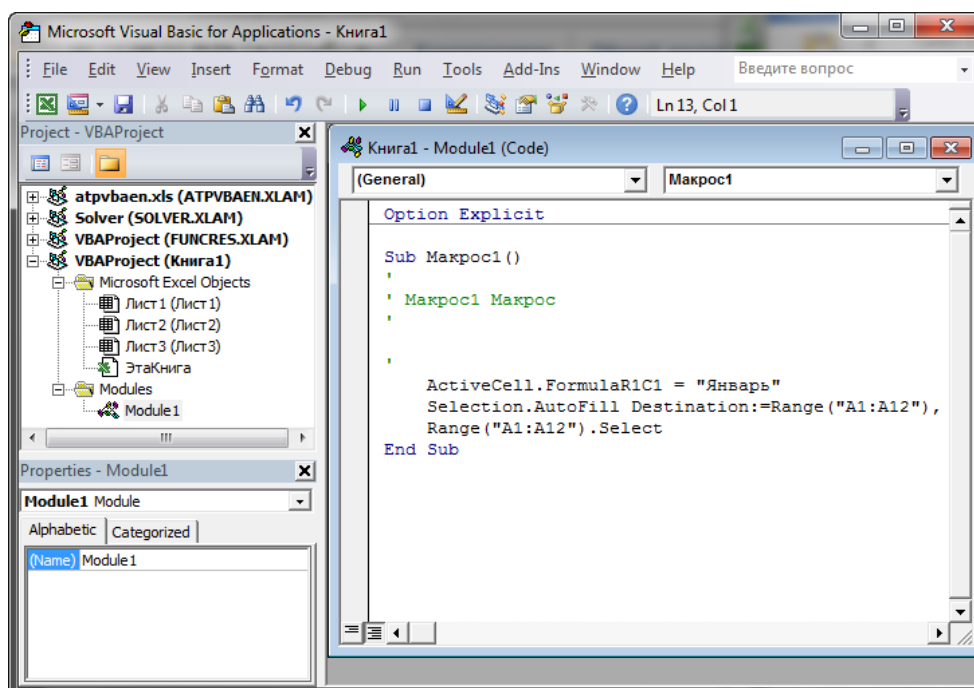 Microsoft Visual Basic for Applications - Книга1
File Edit View Insert Format Debug Run Tools Add-Ins Window Help Введите вопрос
Ln 13, Col 1
Project - VBAProject
atpvbaen.xls (ATPVBAEN.XLAM)
Solver (SOLVER.XLAM)
VBAProject (FUNCRES.XLAM)
VBAProject (Книга1)
Microsoft Excel Objects
Лист1 (Лист1)
Лист2 (Лист2)
Лист3 (Лист3)
ЭтаКнига
Modules
Module1
Properties - Module1
Module1 Module
Alphabetic Categorized
(Name) Module1
Книга1 - Module1 (Code)
(General) Макрос1
Option Explicit
Sub Макрос1()
'
' Макрос1 Макрос
'
'
ActiveCell.FormulaR1C1 = "Январь"
Selection.AutoFill Destination:=Range("A1:A12"),
Range("A1:A12").Select
End Sub